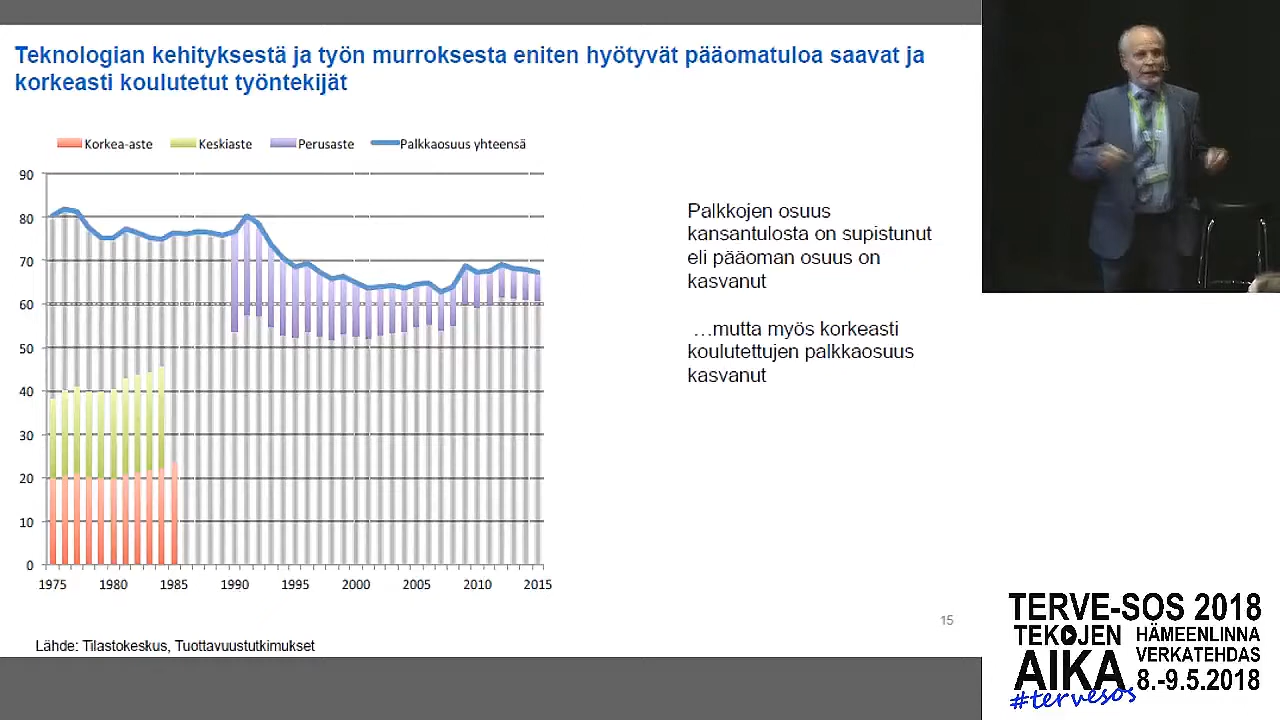 Teknologian kehityksestä ja työn murroksesta eniten hyötyvät pääomatuloa saavat ja
korkeasti koulutetut työntekijät
Korkea-aste Keskiaste Perusaste Palkkaosuus yhteensä
90
80
70
60
50
40
30
20
10
0
1975 1980 1985 1990 1995 2000 2005 2010 2015
Palkkojen osuus
kansantulosta on supistunut
eli pääoman osuus on
kasvanut
…mutta myös korkeasti
koulutettujen palkkaosuus
kasvanut
15
Lähde: Tilastokeskus, Tuottavuustutkimukset
TERVE-SOS 2018
TEKOJEN
AIKA
HÄMEENLINNA
VERKATEHDAS
8.-9.5.2018
#tervesos